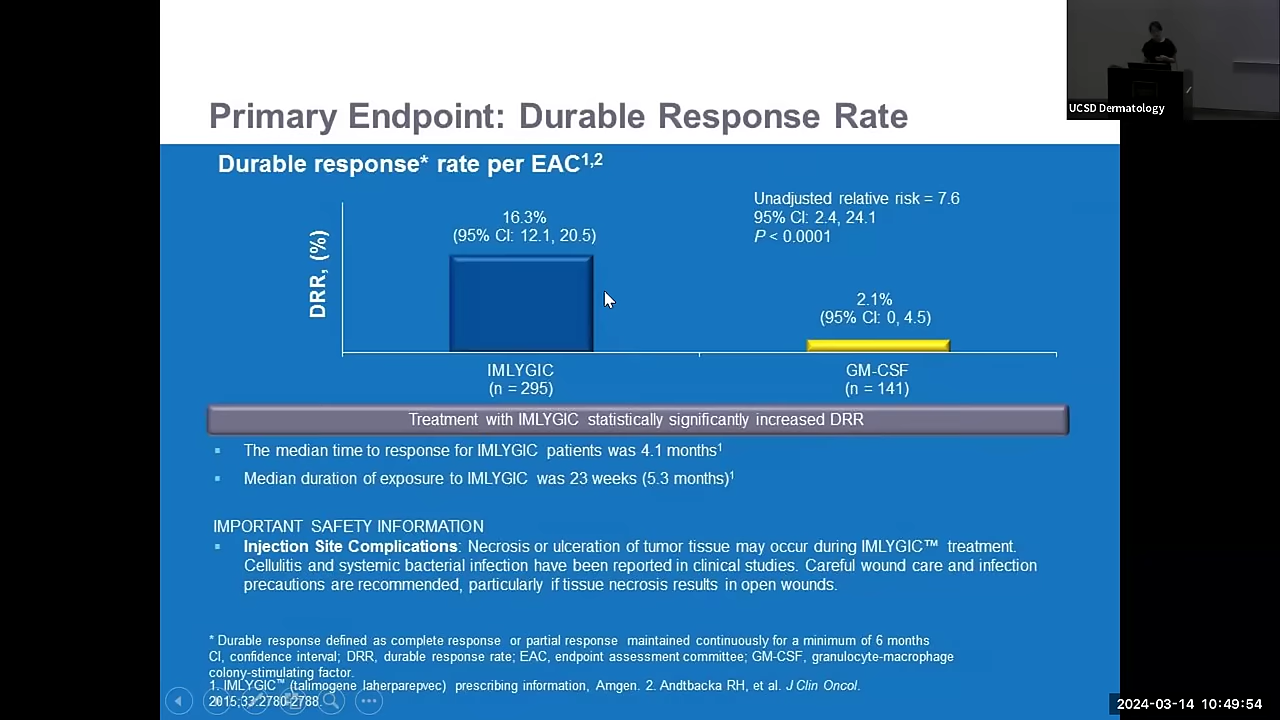 UCSD Dermatology
Primary Endpoint: Durable Response Rate
Durable response* rate per EAC1,2
Unadjusted relative risk = 7.6
95% CI: 2.4, 24.1
P < 0.0001
DRR, (%)
16.3%
(95% CI: 12.1, 20.5)
2.1%
(95% CI: 0, 4.5)
IMLYGIC
(n = 295)
GM-CSF
(n = 141)
Treatment with IMLYGIC statistically significantly increased DRR
▪ The median time to response for IMLYGIC patients was 4.1 months1
▪ Median duration of exposure to IMLYGIC was 23 weeks (5.3 months)1
IMPORTANT SAFETY INFORMATION
▪ Injection Site Complications: Necrosis or ulceration of tumor tissue may occur during IMLYGIC™ treatment.
Cellulitis and systemic bacterial infection have been reported in clinical studies. Careful wound care and infection
precautions are recommended, particularly if tissue necrosis results in open wounds.
* Durable response defined as complete response or partial response maintained continuously for a minimum of 6 months
CI, confidence interval; DRR, durable response rate; EAC, endpoint assessment committee; GM-CSF, granulocyte-macrophage
colony-stimulating factor.
1. IMLYGIC™ (talimogene laherparepvec) prescribing information, Amgen. 2. Andtbacka RH, et al. J Clin Oncol.
2015;33:2780-2788.
2024-03-14 10:49:54